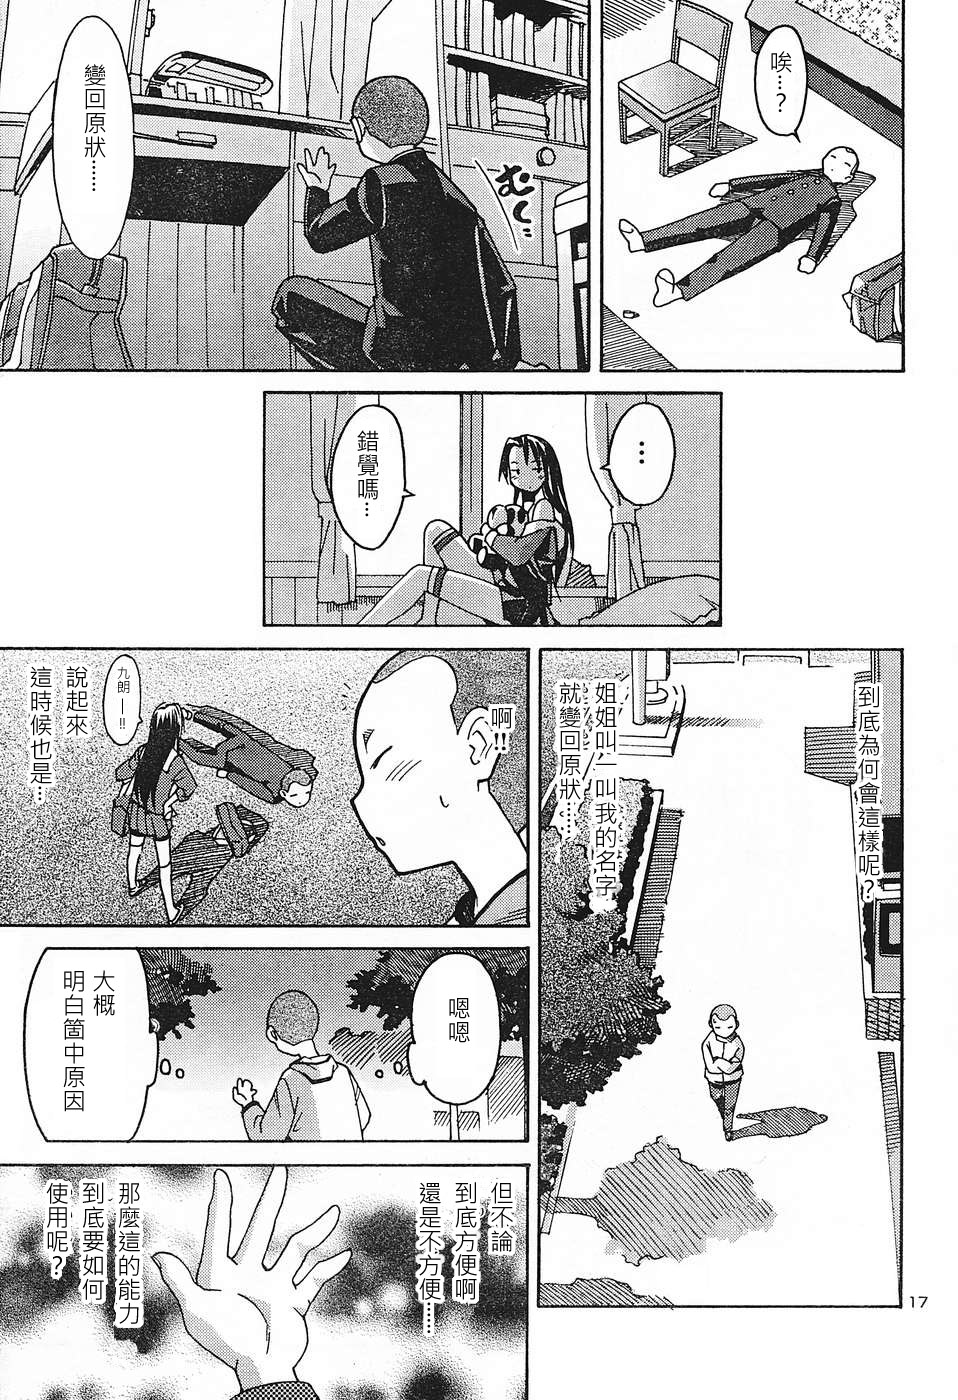 唉…?
變回原狀……
むくっ
…
錯覺嗎…
到底為何會這樣呢?
姐姐叫一叫我的名字
就變回原狀……
啊!!
九朗
—!!
說起來
這時候也是…
嗯嗯
大概
明白箇中原因
但不論
到底方便啊
還是不方便……
那麼這的能力
到底要如何
使用呢?
17